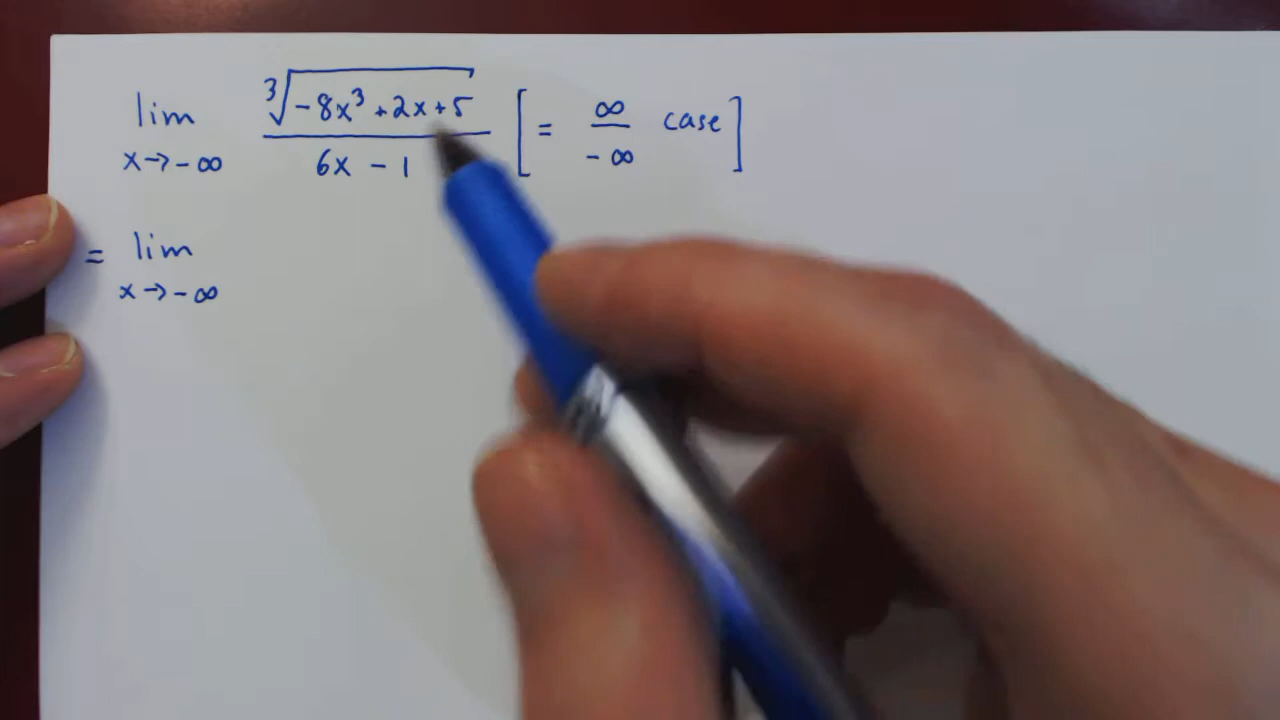 lim ∛(-8x³ + 2x + 5) / (6x - 1) [= ∞ / -∞ case]
x → -∞
= lim
x → -∞